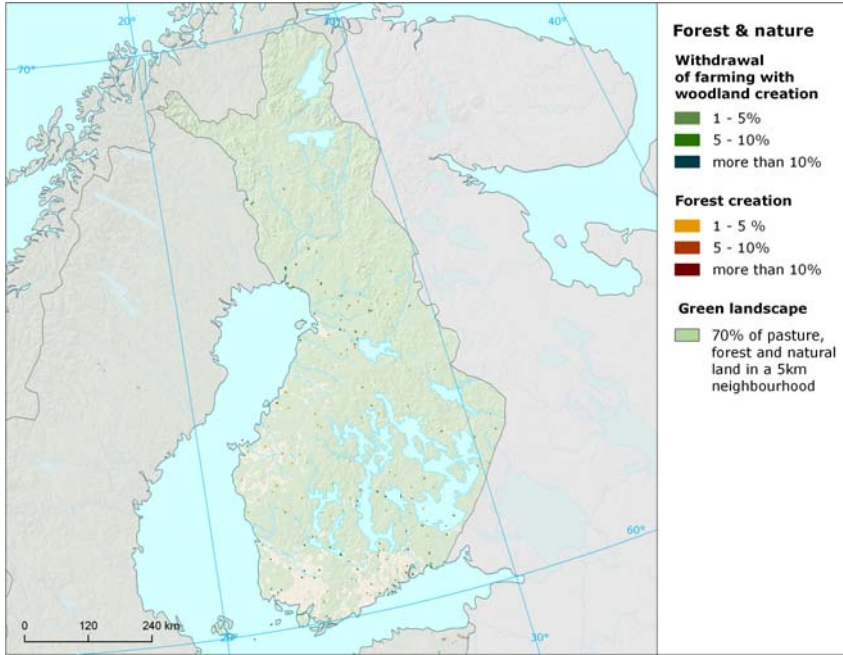 20°
30°
40°
70°
60°
0 120 240 km
20°
30°
Forest & nature
Withdrawal
of farming with
woodland creation
1 - 5%
5 - 10%
more than 10%
Forest creation
1 - 5 %
5 - 10%
more than 10%
Green landscape
70% of pasture,
forest and natural
land in a 5km
neighbourhood